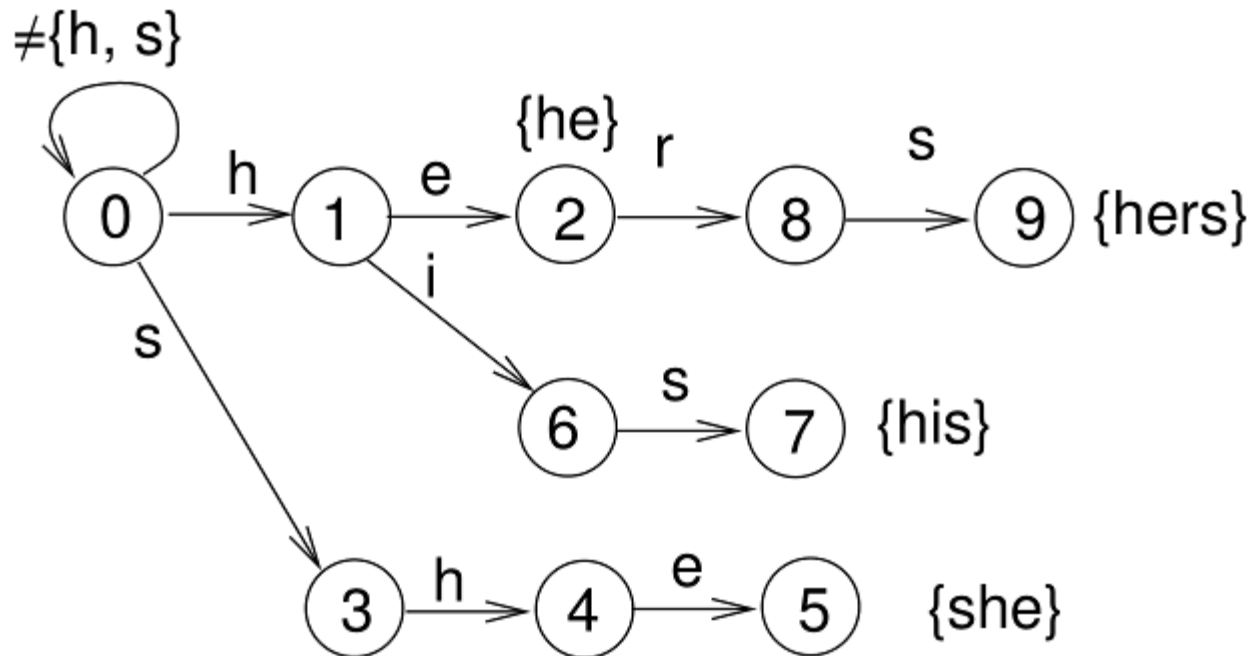 ≠{h, s}
{he} r s
0 h 1 e 2 8 9 {hers}
i
s 6 s 7 {his}
3 h 4 e 5 {she}